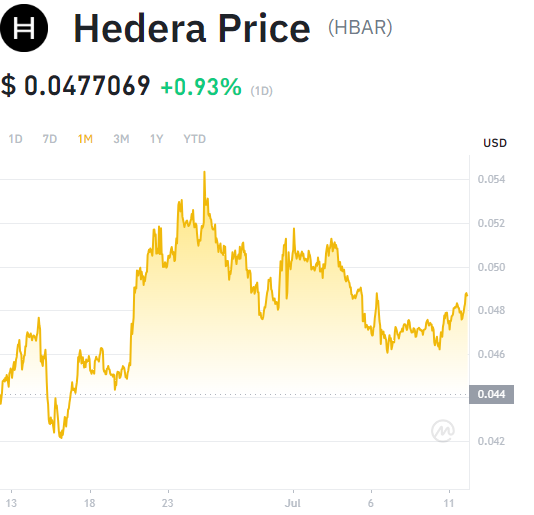 Hedera Price (HBAR)
$ 0.0477069 +0.93% (1D)
1D 7D 1M 3M 1Y YTD
USD
0.054
0.052
0.050
0.048
0.046
0.044
0.042
13 18 23 Jul 6 11